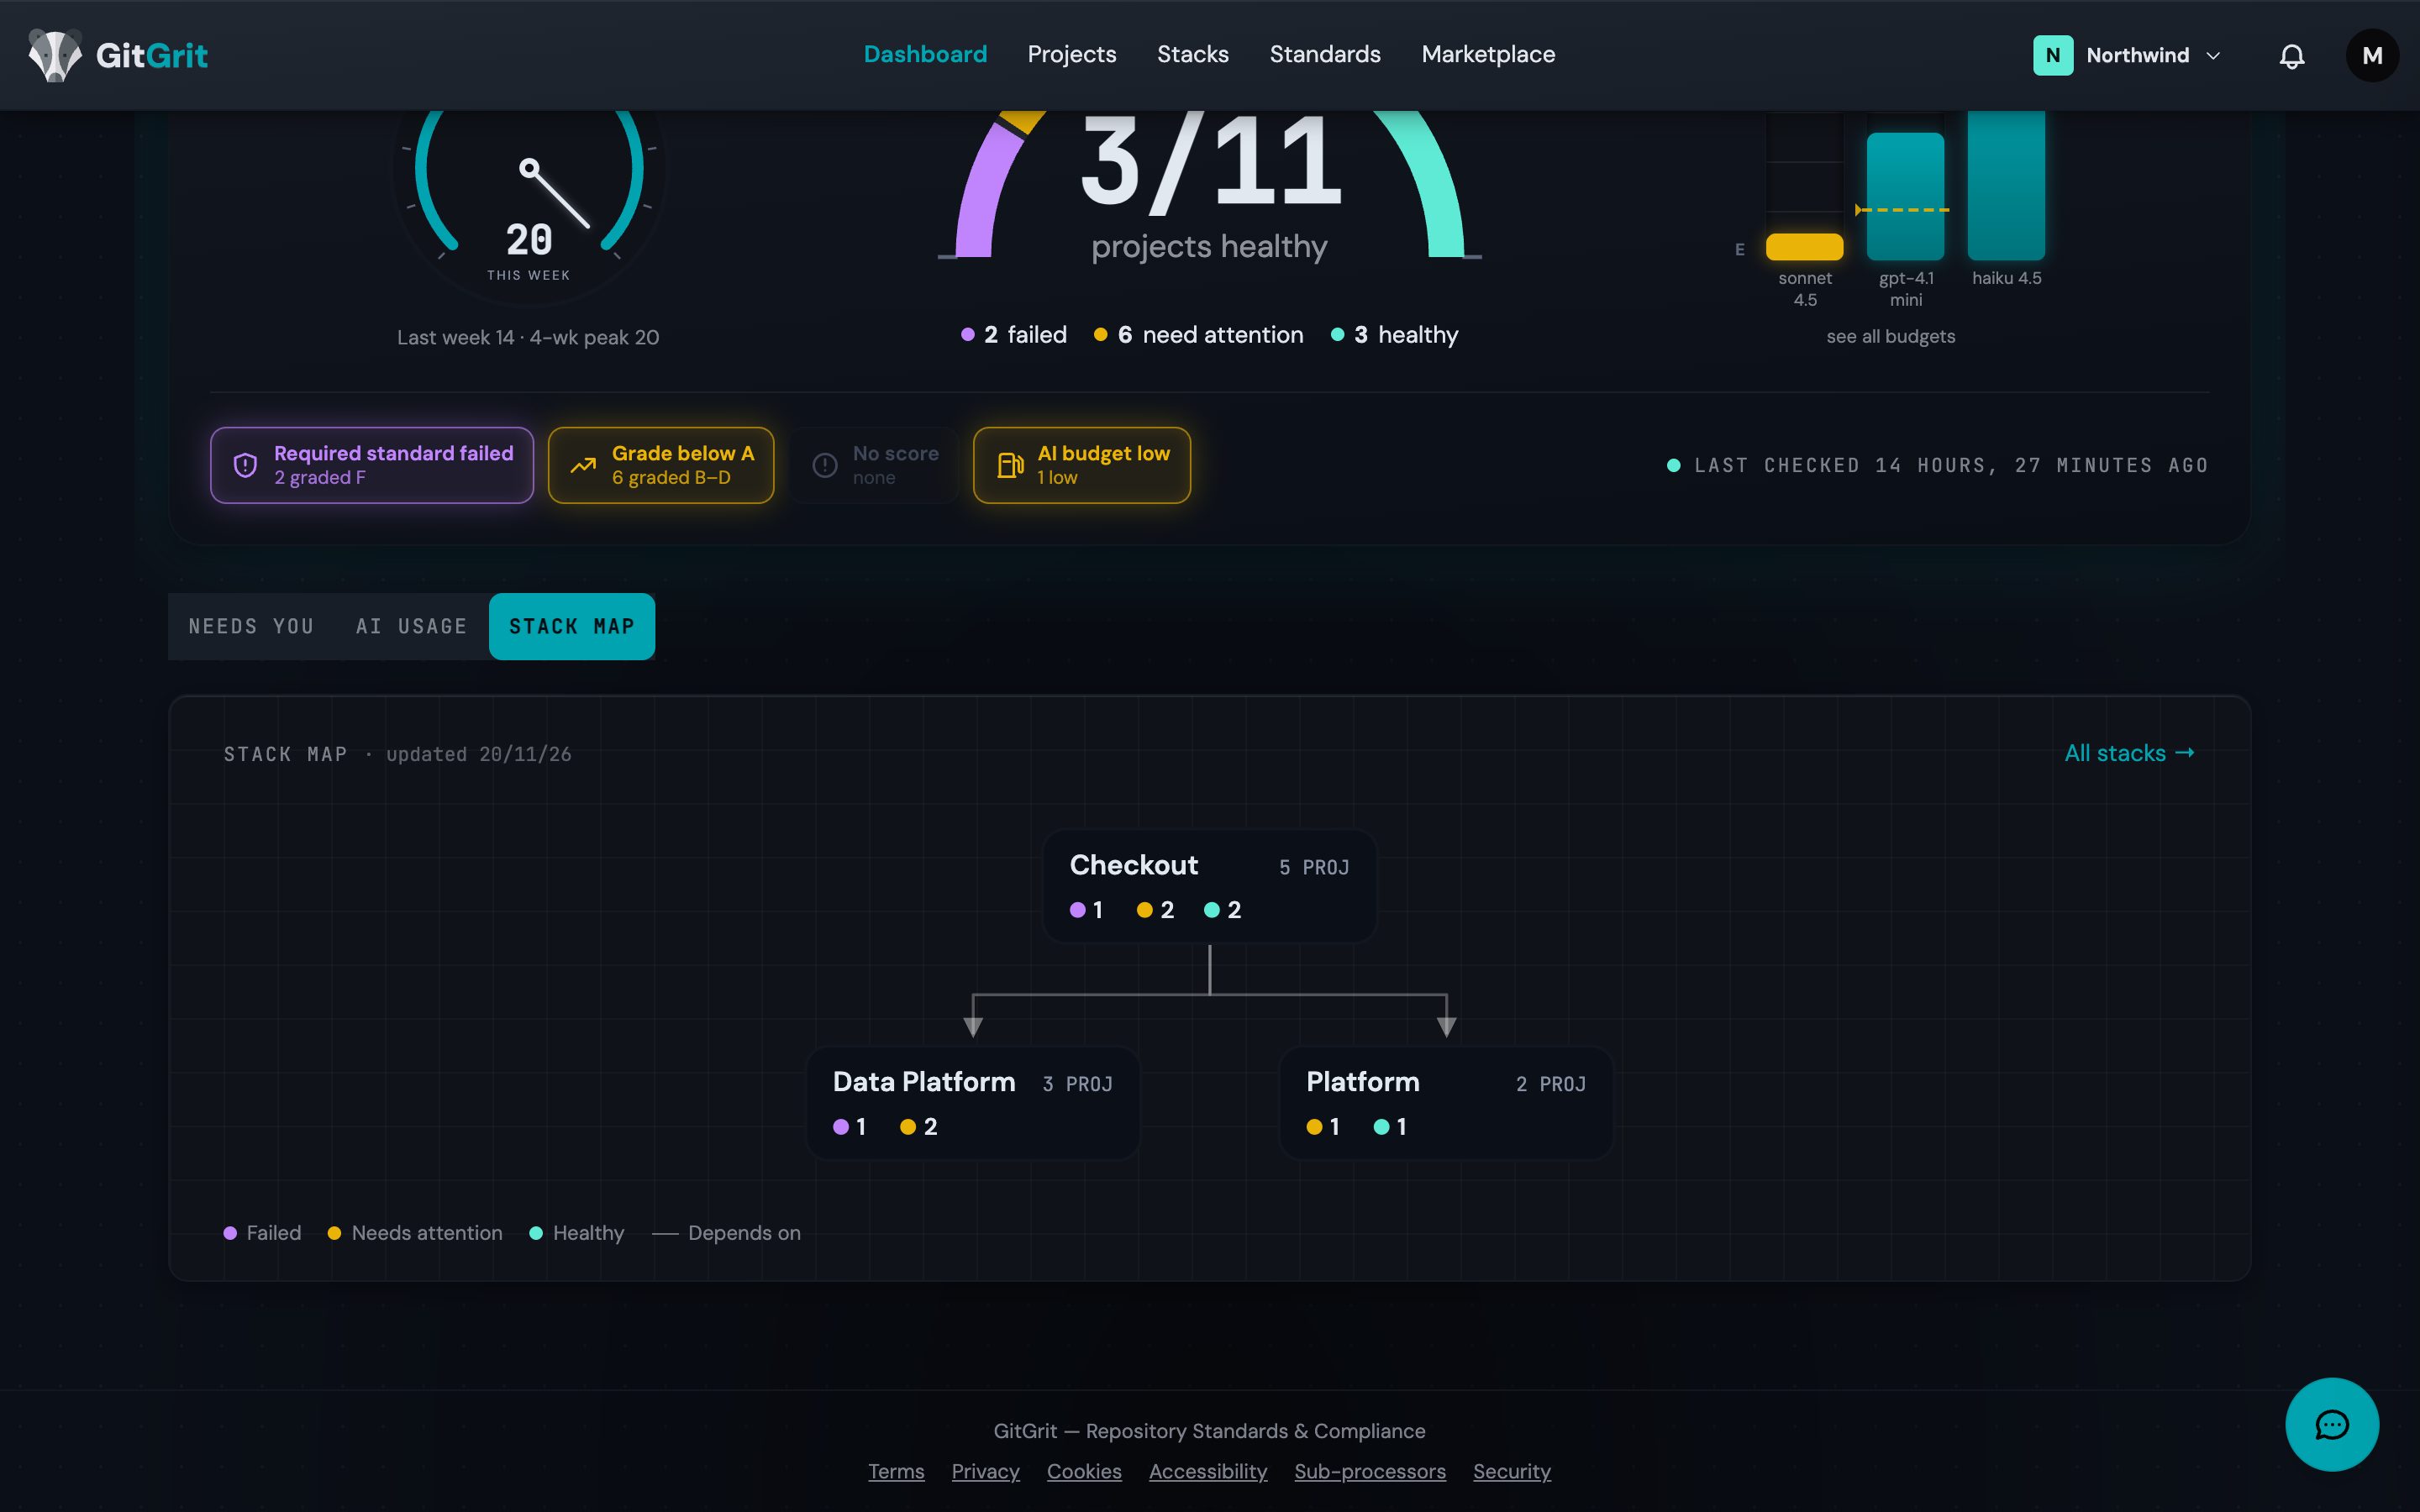 GitGrit
Dashboard Projects Stacks Standards Marketplace
N Northwind
M
20
THIS WEEK
Last week 14 · 4-wk peak 20
3/11
projects healthy
2 failed 6 need attention 3 healthy
E
sonnet 4.5
gpt-4.1 mini
haiku 4.5
see all budgets
Required standard failed
2 graded F
Grade below A
6 graded B–D
No score
none
AI budget low
1 low
LAST CHECKED 14 HOURS, 27 MINUTES AGO
NEEDS YOU AI USAGE STACK MAP
STACK MAP · updated 20/11/26
All stacks →
Checkout 5 PROJ
1 2 2
Data Platform 3 PROJ
1 2
Platform 2 PROJ
1 1
Failed Needs attention Healthy Depends on
GitGrit — Repository Standards & Compliance
Terms Privacy Cookies Accessibility Sub-processors Security